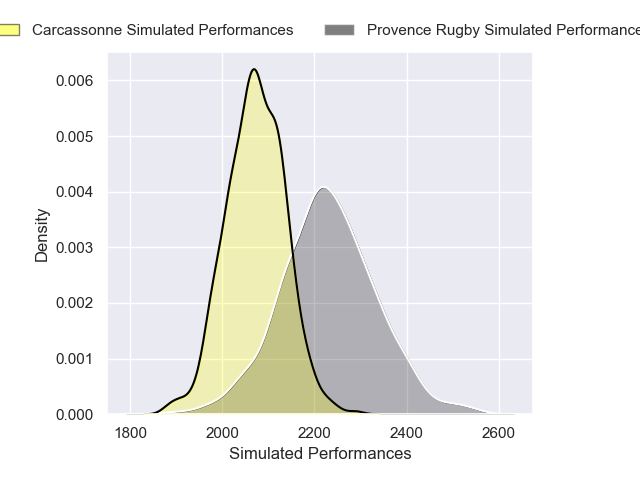 Carcassonne Simulated Performances
Provence Rugby Simulated Performance
0.006
0.005
0.004
0.003
0.002
0.001
0.000
Density
1800 2000 2200 2400 2600
Simulated Performances